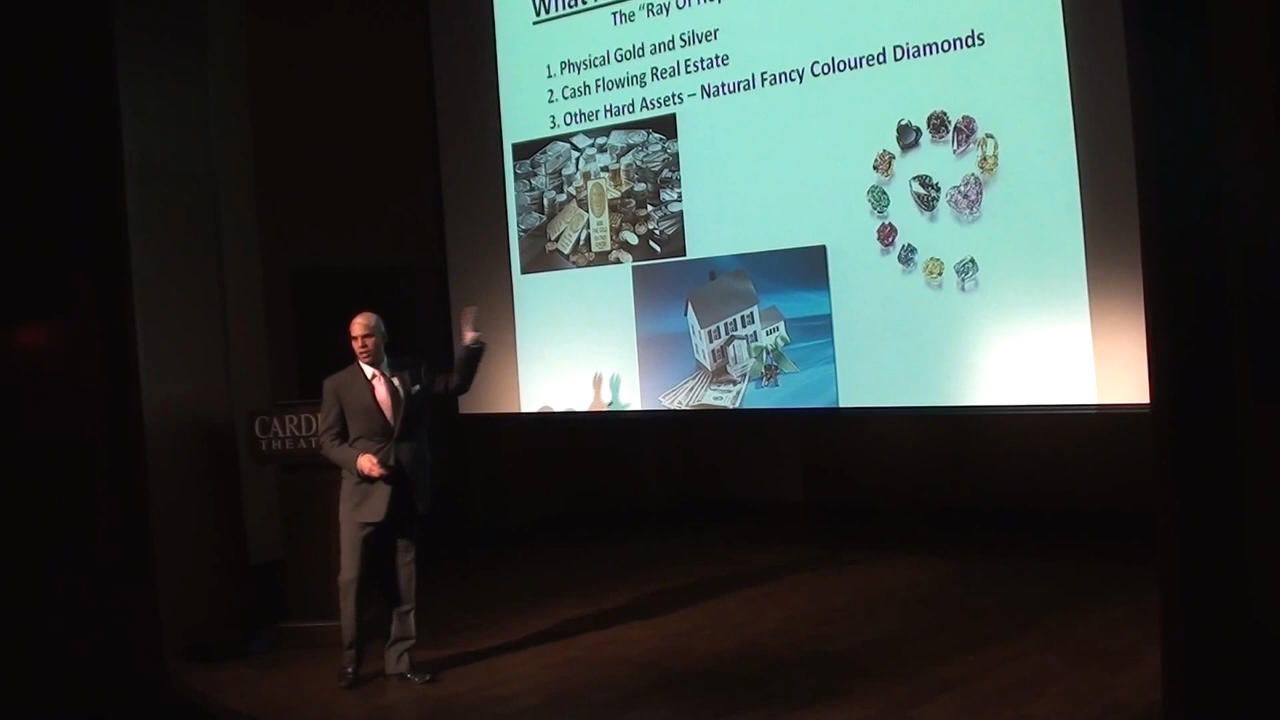 What
The "Ray Of
1. Physical Gold and Silver
2. Cash Flowing Real Estate
3. Other Hard Assets – Natural Fancy Coloured Diamonds
CARD
THEAT